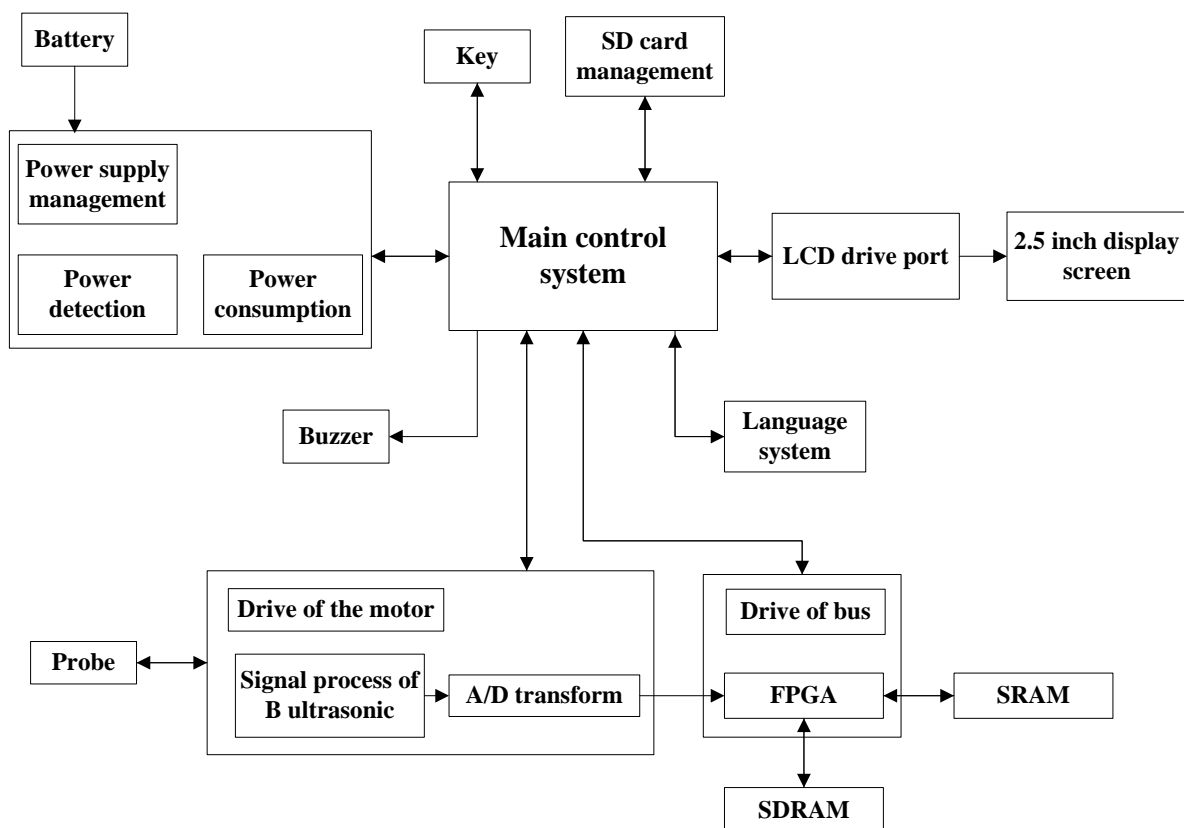 Battery
Key
SD card
management
Power supply
management
Power
detection
Power
consumption
Main control
system
LCD drive port
2.5 inch display
screen
Buzzer
Language
system
Drive of the motor
Drive of bus
Probe
Signal process of
B ultrasonic
A/D transform
FPGA
SRAM
SDRAM